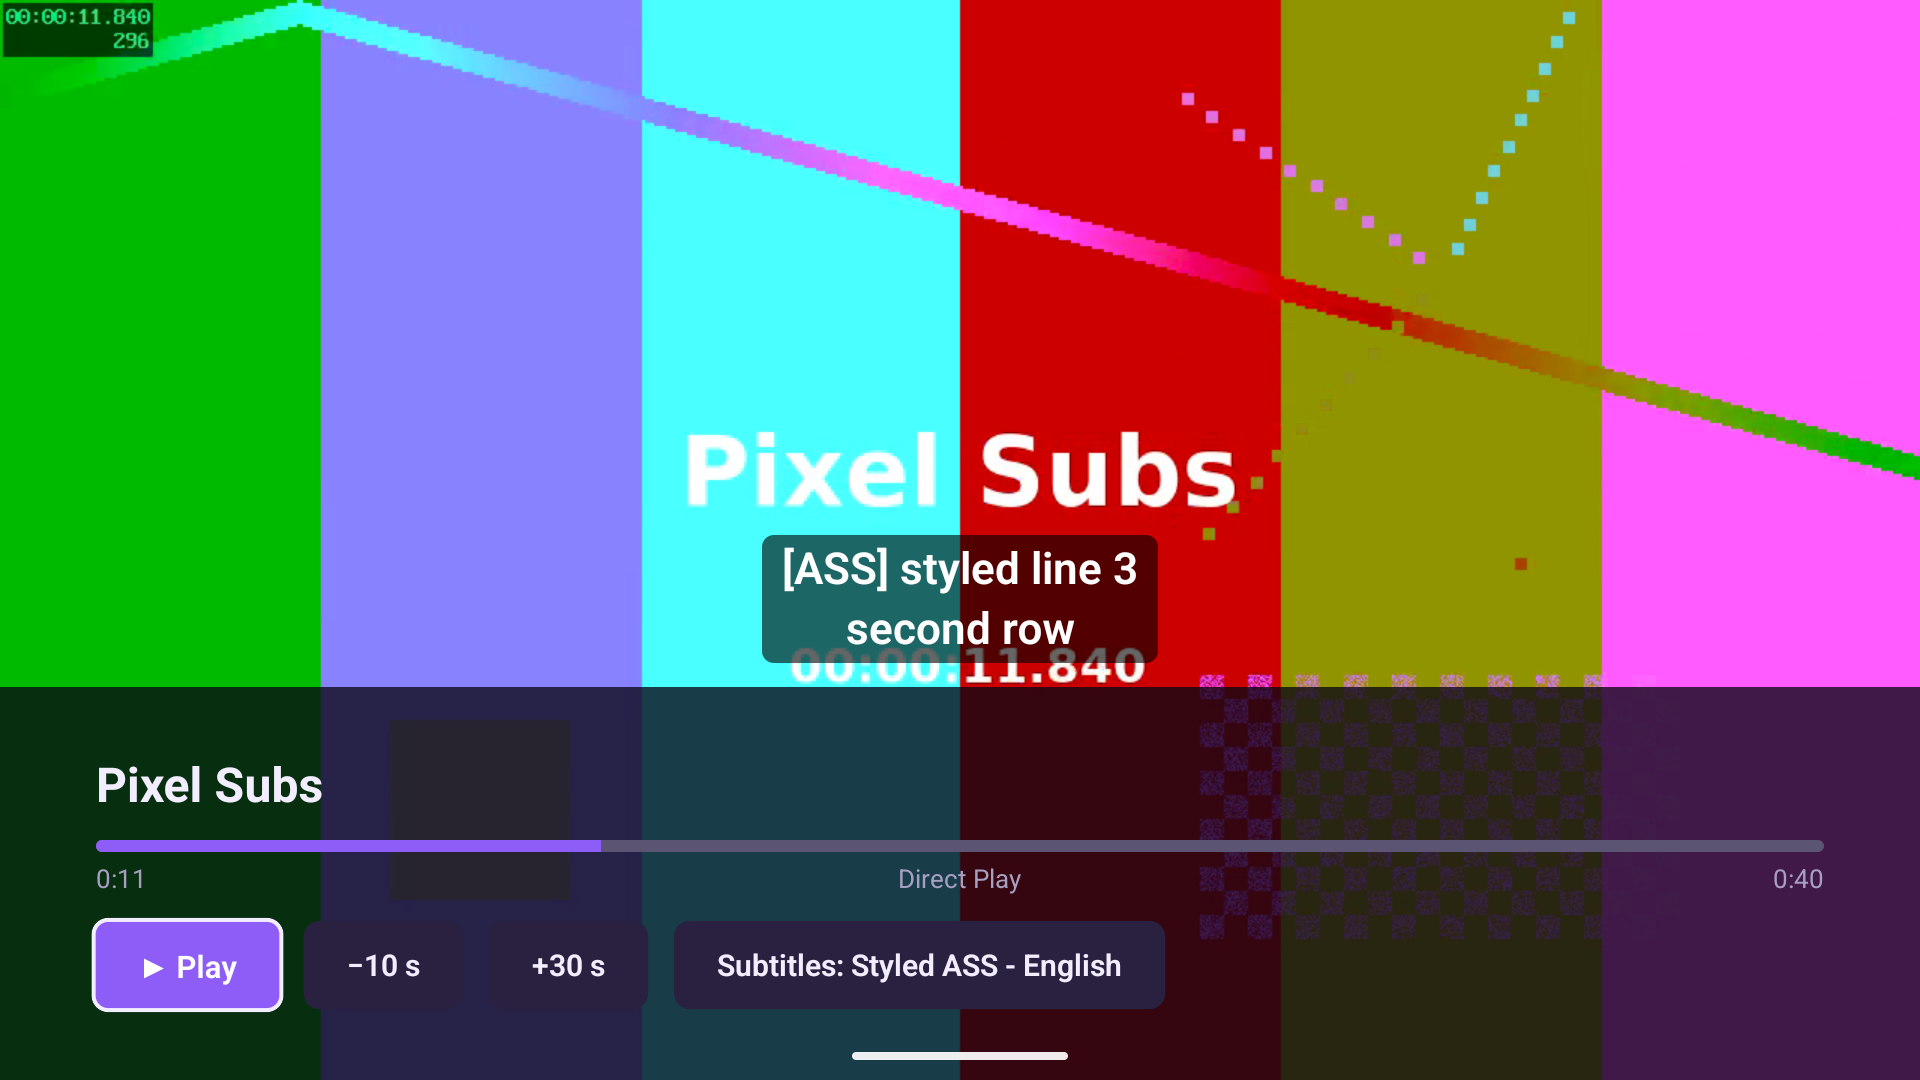 00:00:11.840
296
Pixel Subs
[ASS] styled line 3
second row
00:00:11.840
Pixel Subs
0:11
Direct Play
0:40
► Play
−10 s
+30 s
Subtitles: Styled ASS - English